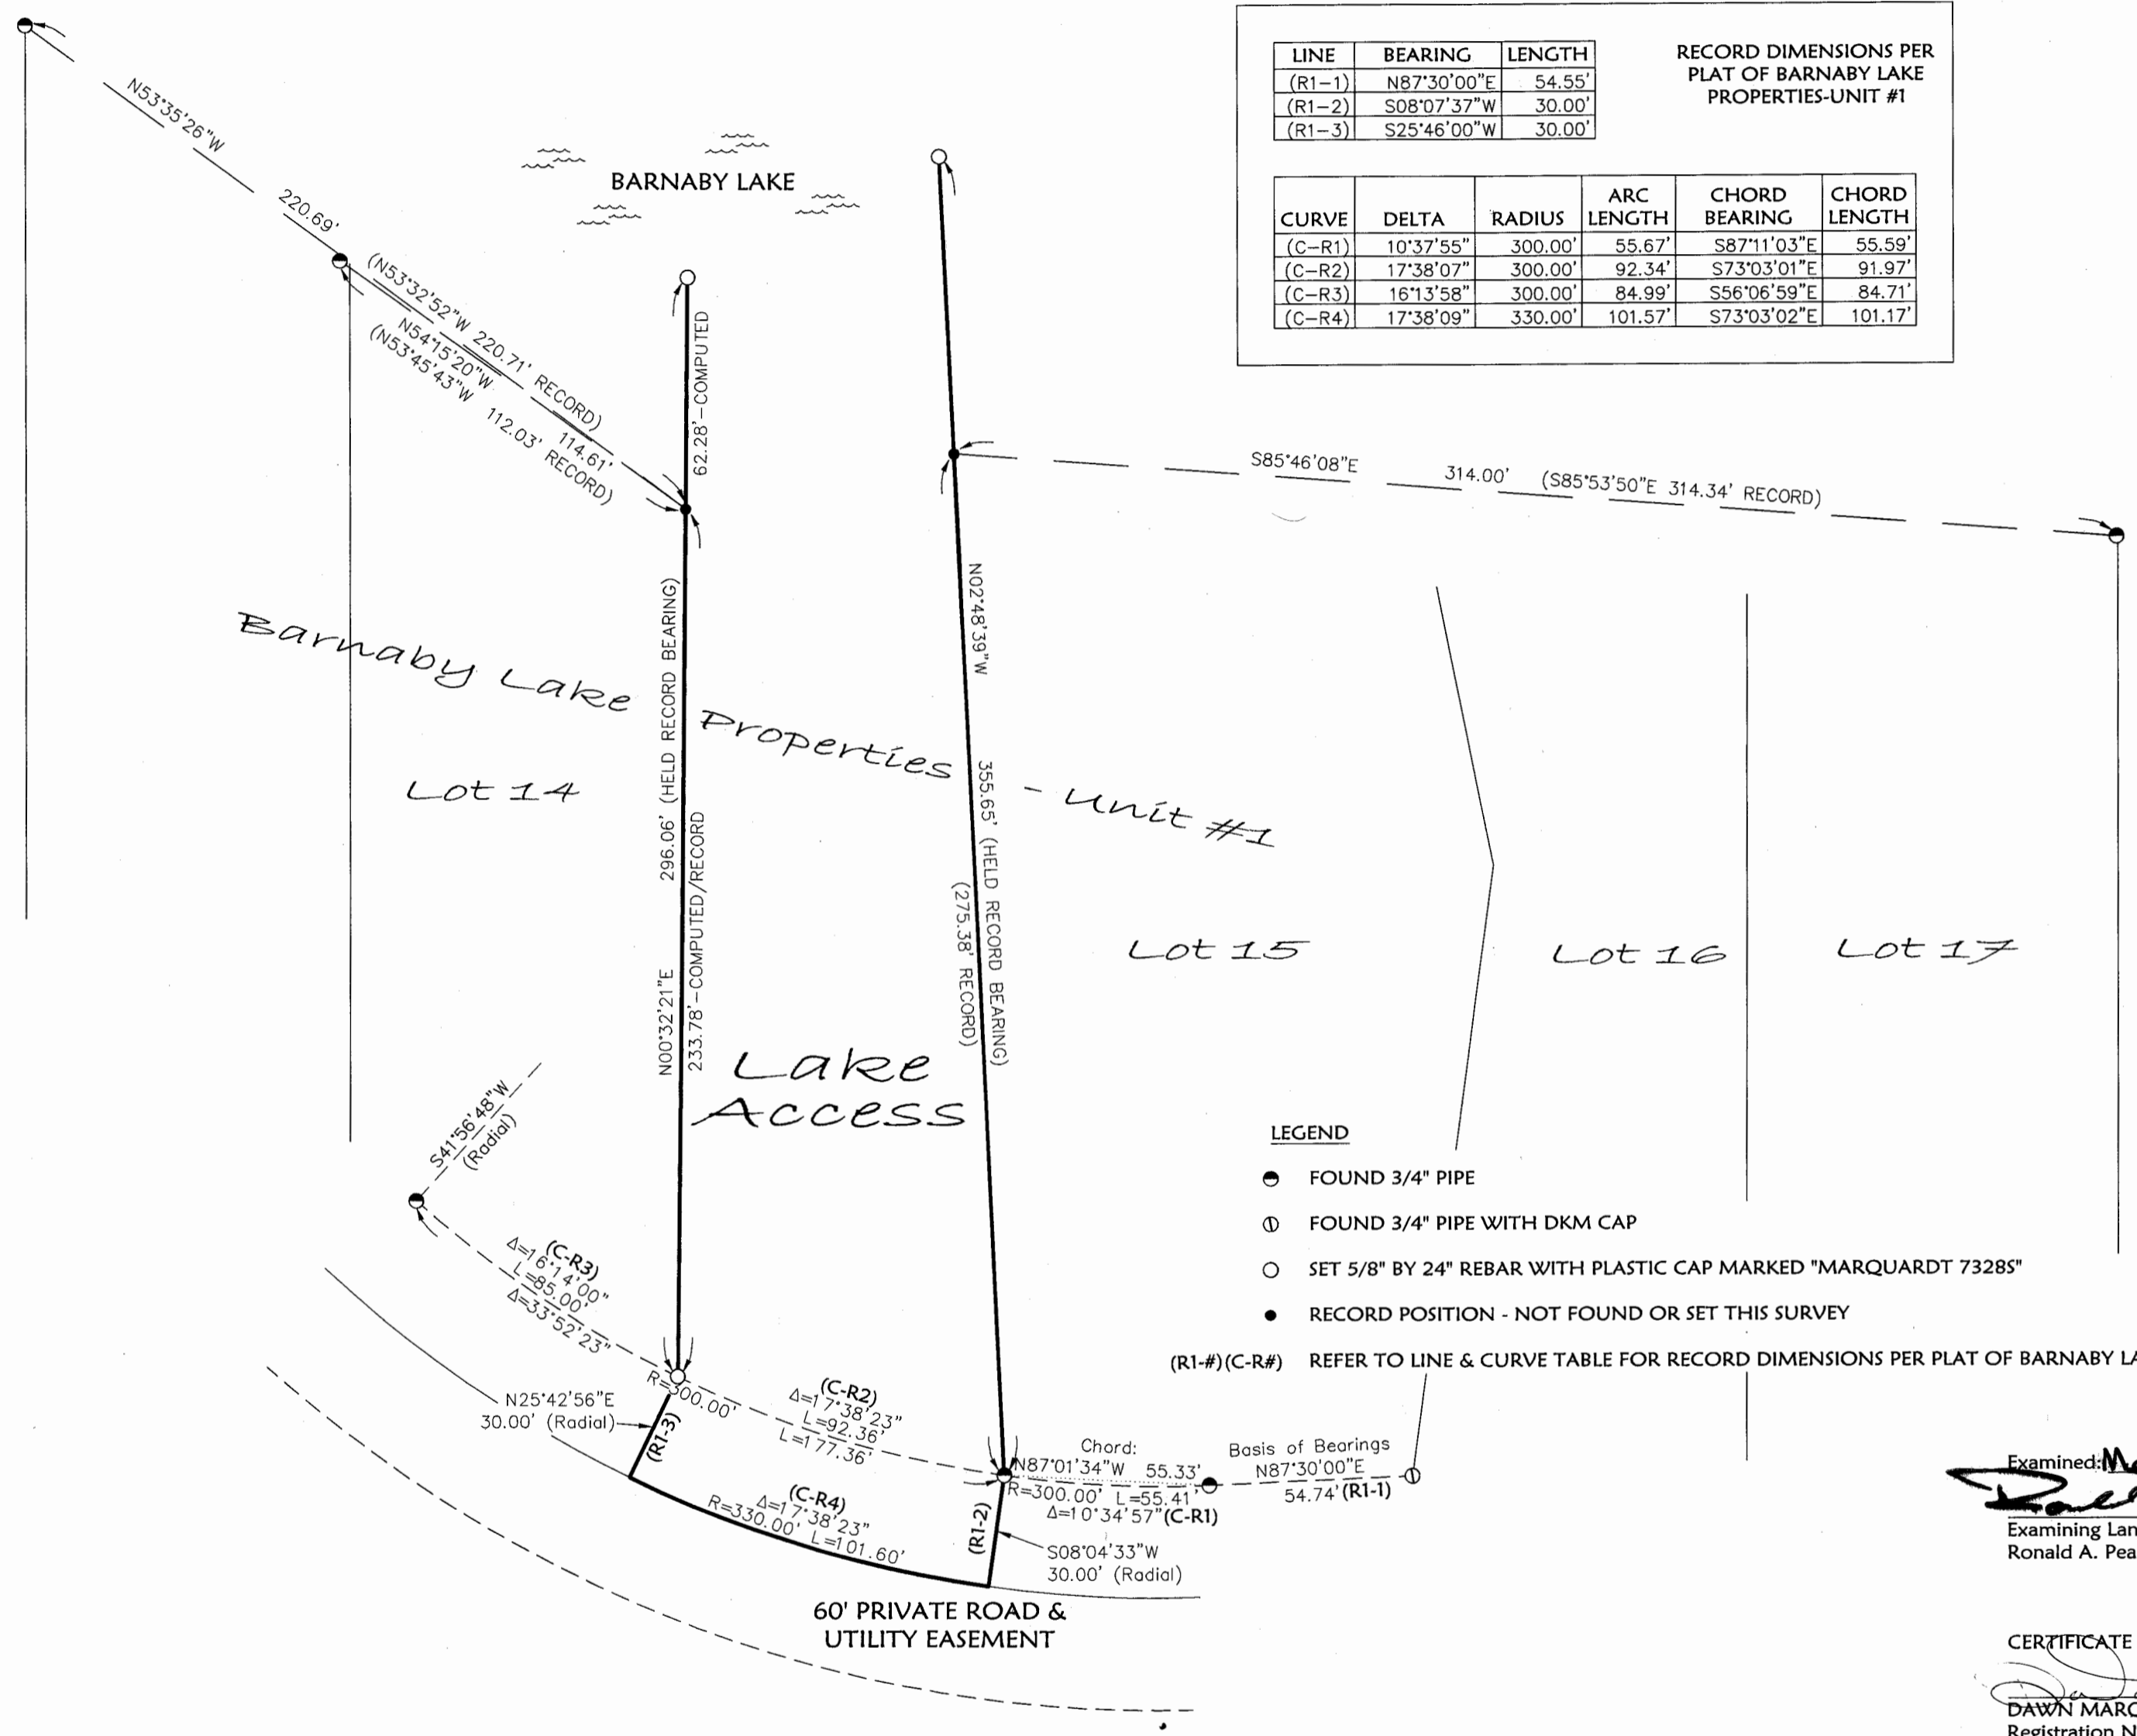 LINE BEARING LENGTH
(R1-1) N87°30'00"E 54.55'
(R1-2) S08°07'37"W 30.00'
(R1-3) S25°46'00"W 30.00'
RECORD DIMENSIONS PER
PLAT OF BARNABY LAKE
PROPERTIES-UNIT #1
CURVE DELTA RADIUS ARC LENGTH CHORD BEARING CHORD LENGTH
(C-R1) 10°37'55" 300.00' 55.67' S87°11'03"E 55.59'
(C-R2) 17°38'07" 300.00' 92.34' S73°03'01"E 91.97'
(C-R3) 16°13'58" 300.00' 84.99' S56°06'59"E 84.71'
(C-R4) 17°38'09" 330.00' 101.57' S73°03'02"E 101.17'
N53°35'26"W
220.69'
BARNABY LAKE
(N53°32'52"W 220.71' RECORD)
N54°15'20"W 114.61'
(N53°45'43"W 112.03' RECORD)
62.28'-COMPUTED
S85°46'08"E 314.00' (S85°53'50"E 314.34' RECORD)
N00°32'21"E 296.06' (HELD RECORD BEARING)
233.78'-COMPUTED/RECORD
N02°48'39"W 355.65' (HELD RECORD BEARING)
(275.38' RECORD)
Barnaby Lake Properties - Unit #1
Lot 14
Lot 15
Lot 16
Lot 17
Lake
Access
S41°56'48"W
(Radial)
LEGEND
FOUND 3/4" PIPE
FOUND 3/4" PIPE WITH DKM CAP
SET 5/8" BY 24" REBAR WITH PLASTIC CAP MARKED "MARQUARDT 7328S"
RECORD POSITION - NOT FOUND OR SET THIS SURVEY
(R1-#)(C-R#) REFER TO LINE & CURVE TABLE FOR RECORD DIMENSIONS PER PLAT OF BARNABY LA
(C-R3)
Δ=16°14'00"
L=85.00'
Δ=33°52'23"
R=300.00'
(C-R2)
Δ=17°38'23"
L=92.36'
L=177.36'
N25°42'56"E
30.00' (Radial)
(R1-3)
(C-R4)
Δ=17°38'23"
R=330.00' L=101.60'
(R1-2)
Chord:
N87°01'34"W 55.33'
R=300.00' L=55.41'
Δ=10°34'57"(C-R1)
Basis of Bearings
N87°30'00"E
54.74'(R1-1)
S08°04'33"W
30.00' (Radial)
60' PRIVATE ROAD &
UTILITY EASEMENT
Examined:
Examining Lan
Ronald A. Pea
CERTIFICATE
DAWN MARQ
Registration N